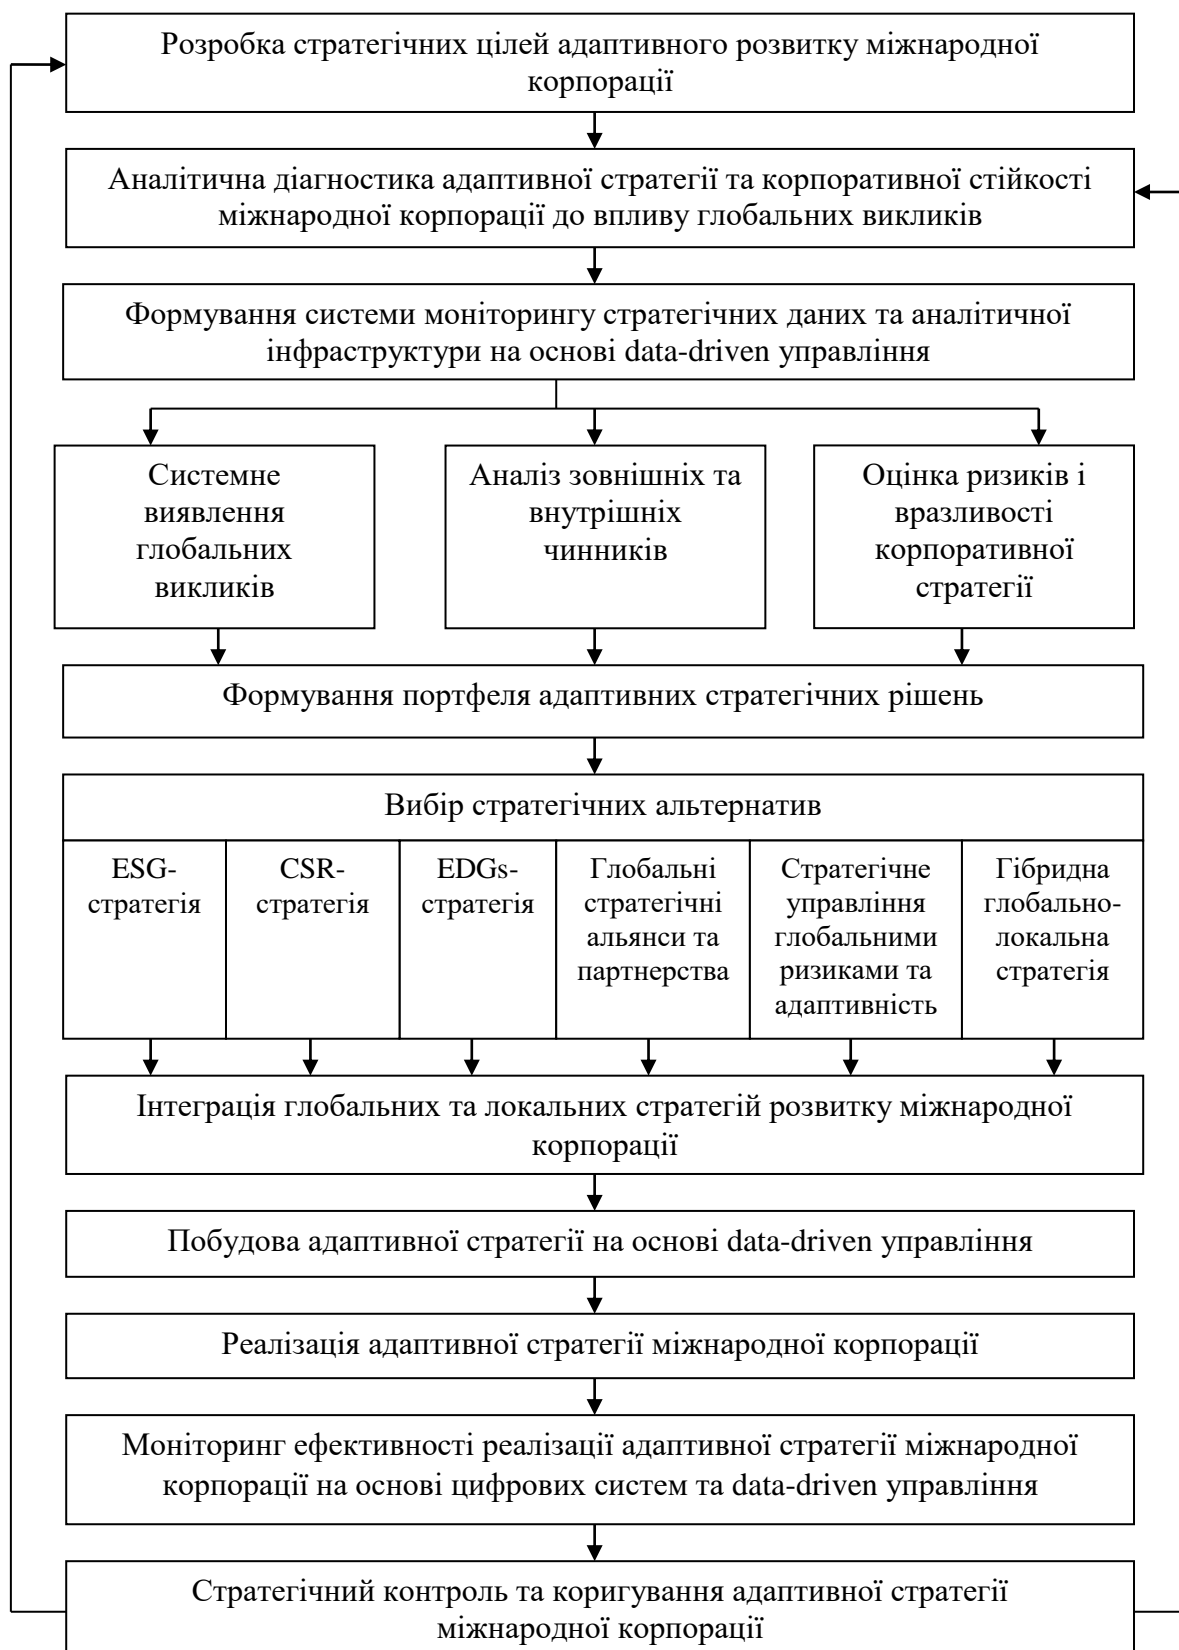 Розробка стратегічних цілей адаптивного розвитку міжнародної
корпорації
Аналітична діагностика адаптивної стратегії та корпоративної стійкості
міжнародної корпорації до впливу глобальних викликів
Формування системи моніторингу стратегічних даних та аналітичної
інфраструктури на основі data-driven управління
Системне
виявлення
глобальних
викликів
Аналіз зовнішніх та
внутрішніх
чинників
Оцінка ризиків і
вразливості
корпоративної
стратегії
Формування портфеля адаптивних стратегічних рішень
Вибір стратегічних альтернатив
ESG-
стратегія
CSR-
стратегія
EDGs-
стратегія
Глобальні
стратегічні
альянси та
партнерства
Стратегічне
управління
глобальними
ризиками та
адаптивність
Гібридна
глобально-
локальна
стратегія
Інтеграція глобальних та локальних стратегій розвитку міжнародної
корпорації
Побудова адаптивної стратегії на основі data-driven управління
Реалізація адаптивної стратегії міжнародної корпорації
Моніторинг ефективності реалізації адаптивної стратегії міжнародної
корпорації на основі цифрових систем та data-driven управління
Стратегічний контроль та коригування адаптивної стратегії
міжнародної корпорації